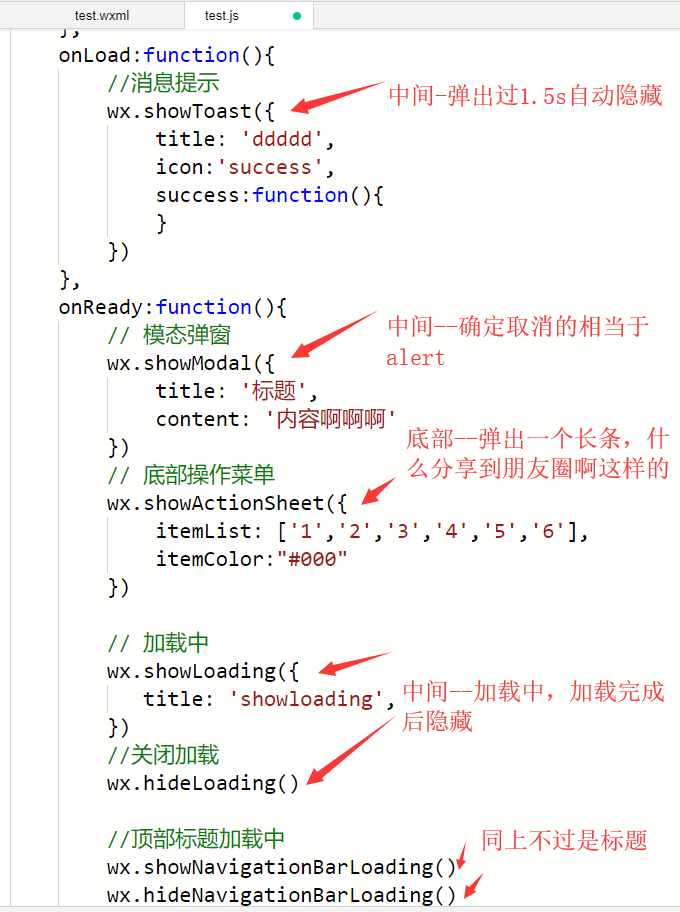 test.wxml test.js
},
onLoad:function(){
//消息提示
wx.showToast({
中间-弹出过1.5s自动隐藏
title: 'ddddd',
icon:'success',
success:function(){
}
})
},
onReady:function(){
// 模态弹窗
中间--确定取消的相当于
alert
wx.showModal({
title: '标题',
content: '内容啊啊啊'
})
底部--弹出一个长条，什
么分享到朋友圈啊这样的
// 底部操作菜单
wx.showActionSheet({
itemList: ['1','2','3','4','5','6'],
itemColor:"#000"
})
// 加载中
wx.showLoading({
title: 'showloading',
中间--加载中，加载完成
后隐藏
})
//关闭加载
wx.hideLoading()
//顶部标题加载中
同上不过是标题
wx.showNavigationBarLoading()
wx.hideNavigationBarLoading()